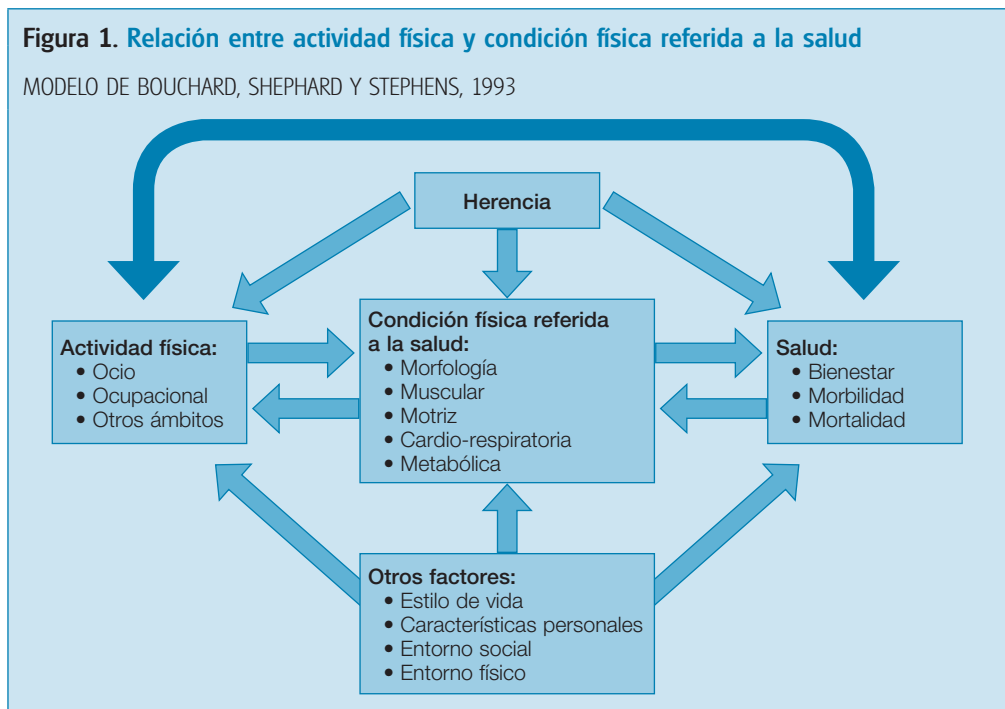 Figura 1. Relación entre actividad física y condición física referida a la salud
MODELO DE BOUCHARD, SHEPHARD Y STEPHENS, 1993
Herencia
Actividad física:
• Ocio
• Ocupacional
• Otros ámbitos
Condición física referida
a la salud:
• Morfología
• Muscular
• Motriz
• Cardio-respiratoria
• Metabólica
Salud:
• Bienestar
• Morbilidad
• Mortalidad
Otros factores:
• Estilo de vida
• Características personales
• Entorno social
• Entorno físico